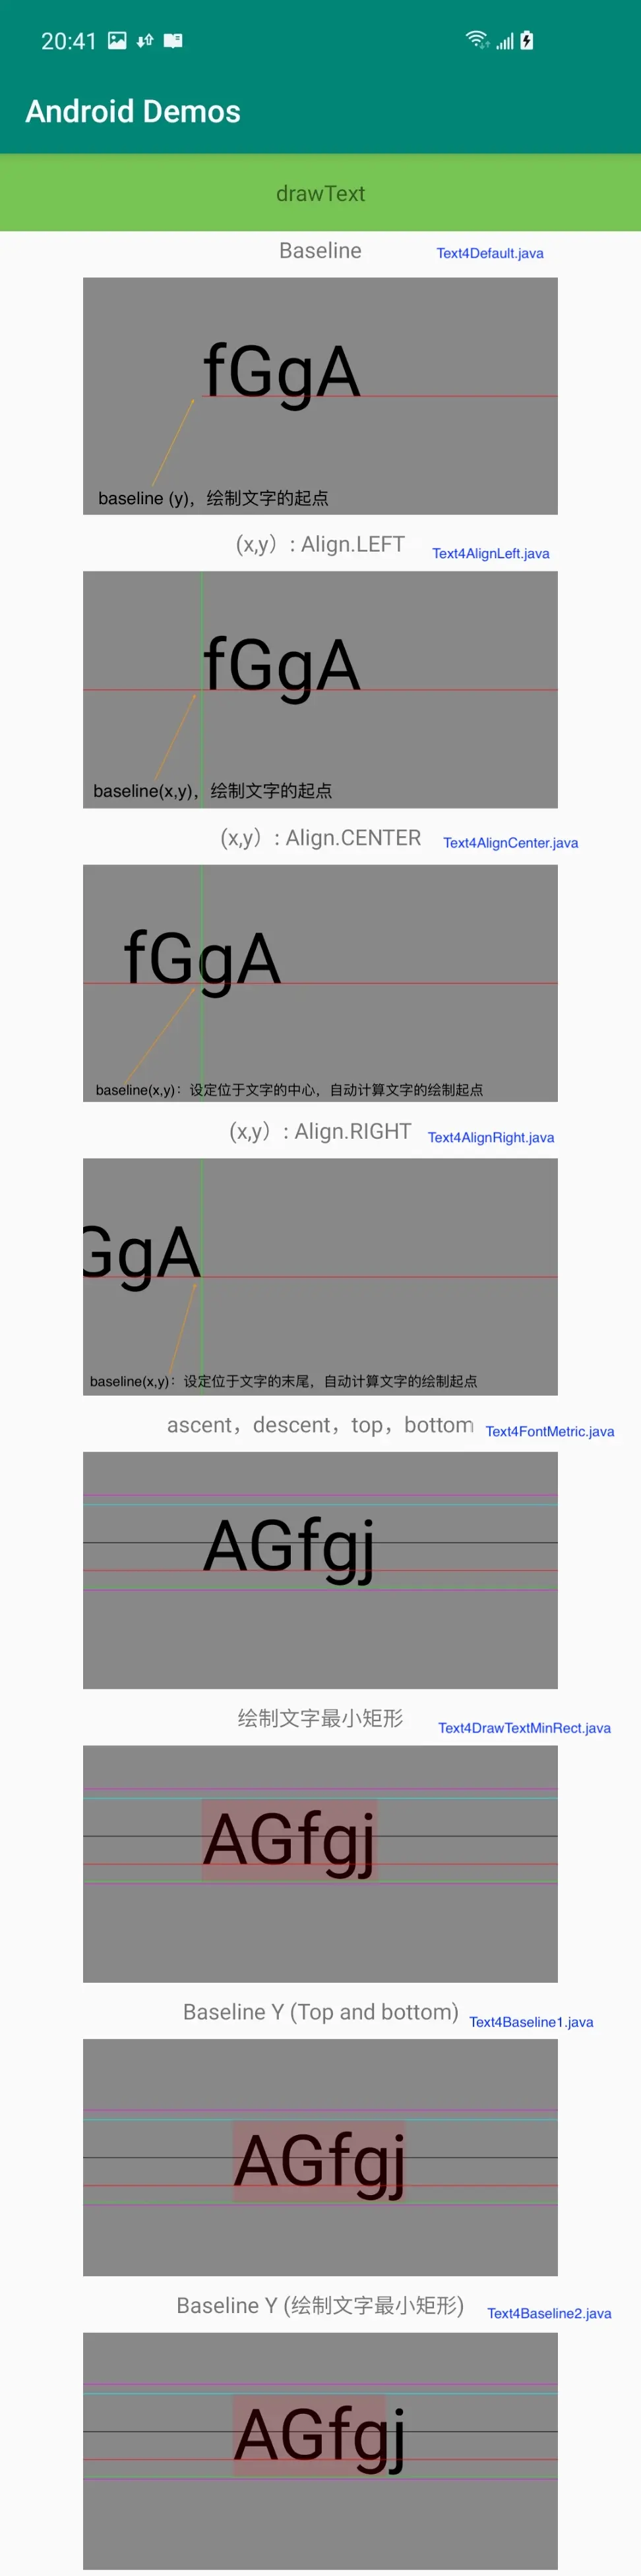 20:41
Android Demos
drawText
Baseline
Text4Default.java
fGgA
baseline (y)，绘制文字的起点
(x,y）: Align.LEFT
Text4AlignLeft.java
fGgA
baseline(x,y)，绘制文字的起点
(x,y）: Align.CENTER
Text4AlignCenter.java
fGgA
baseline(x,y)：设定位于文字的中心，自动计算文字的绘制起点
(x,y）: Align.RIGHT
Text4AlignRight.java
GgA
baseline(x,y)：设定位于文字的末尾，自动计算文字的绘制起点
ascent，descent，top，bottom
Text4FontMetric.java
AGfgj
绘制文字最小矩形
Text4DrawTextMinRect.java
AGfgj
Baseline Y (Top and bottom)
Text4Baseline1.java
AGfgj
Baseline Y (绘制文字最小矩形)
Text4Baseline2.java
AGfgj